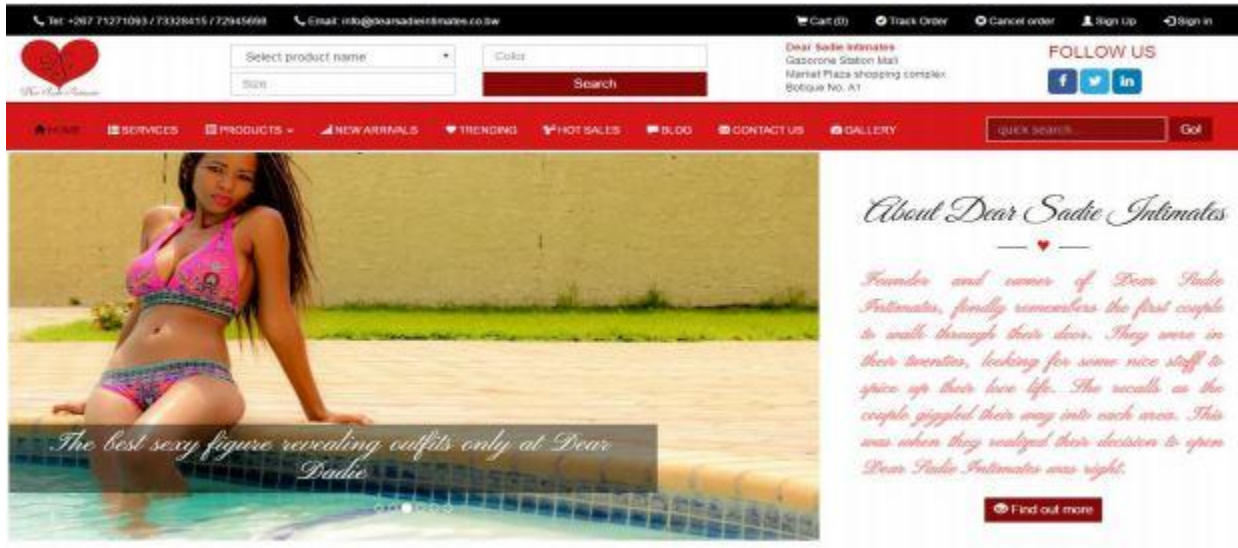 Tel: +267 71271093 / 73328415 / 72945698
Email: info@dearsadieintimates.co.bw
Cart (0)
Track Order
Cancel order
Sign Up
Sign in
Dear Sadie Intimates
Select product name
Size
Color
Search
Dear Sadie Intimates
Gaborone Station Mall
Market Plaza shopping complex
Botique No. A1
FOLLOW US
HOME
SERVICES
PRODUCTS
NEW ARRIVALS
TRENDING
HOT SALES
BLOG
CONTACT US
GALLERY
quick search...
Go!
The best sexy figure revealing outfits only at Dear
Dadie
About Dear Sadie Intimates
Founder and owner of Dear Sadie
Intimates, fondly remembers the first couple
to walk through their door. They were in
their twenties, looking for some nice staff to
spice up their love life. She recalls as the
couple giggled their way into each area. This
was when they realized their decision to open
Dear Sadie Intimates was right.
Find out more